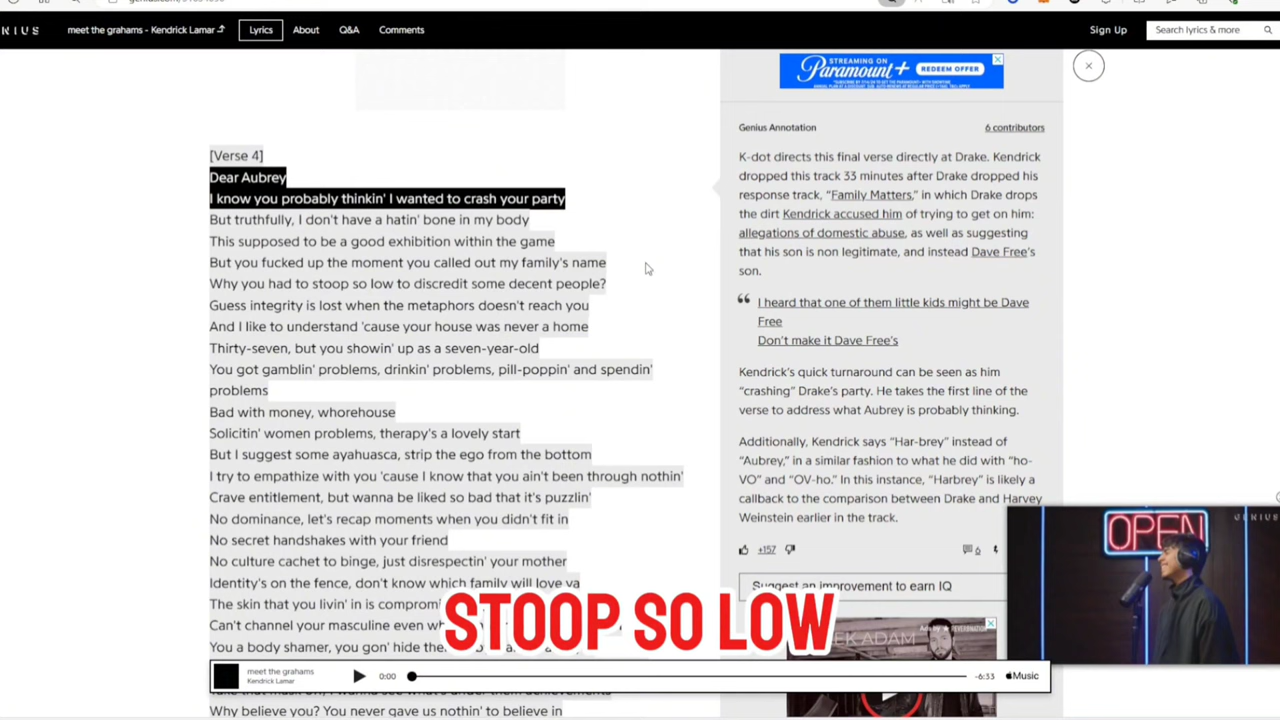 NIUS
meet the grahams - Kendrick Lamar
Lyrics
About
Q&A
Comments
Sign Up
Search lyrics & more
[Verse 4]
Dear Aubrey
I know you probably thinkin' I wanted to crash your party
But truthfully, I don't have a hatin' bone in my body
This supposed to be a good exhibition within the game
But you fucked up the moment you called out my family's name
Why you had to stoop so low to discredit some decent people?
Guess integrity is lost when the metaphors doesn't reach you
And I like to understand 'cause your house was never a home
Thirty-seven, but you showin' up as a seven-year-old
You got gamblin' problems, drinkin' problems, pill-poppin' and spendin'
problems
Bad with money, whorehouse
Solicitin' women problems, therapy's a lovely start
But I suggest some ayahuasca, strip the ego from the bottom
I try to empathize with you 'cause I know that you ain't been through nothin'
Crave entitlement, but wanna be liked so bad that it's puzzlin'
No dominance, let's recap moments when you didn't fit in
No secret handshakes with your friend
No culture cachet to binge, just disrespectin' your mother
Identity's on the fence, don't know which family will love ya
The skin that you livin' in is
Can't channel your masculine even
You a body shamer, you gon' hide
Why believe you? You never gave us nothin' to believe in
STREAMING ON
Paramount+
REDEEM OFFER
Genius Annotation
6 contributors
K-dot directs this final verse directly at Drake. Kendrick
dropped this track 33 minutes after Drake dropped his
response track, “Family Matters,” in which Drake drops
the dirt Kendrick accused him of trying to get on him:
allegations of domestic abuse, as well as suggesting
that his son is non legitimate, and instead Dave Free's
son.
I heard that one of them little kids might be Dave
Free
Don't make it Dave Free's
Kendrick's quick turnaround can be seen as him
“crashing” Drake's party. He takes the first line of the
verse to address what Aubrey is probably thinking.
Additionally, Kendrick says “Har-brey” instead of
“Aubrey,” in a similar fashion to what he did with “ho-
VO” and “OV-ho.” In this instance, “Harbrey” is likely a
callback to the comparison between Drake and Harvey
Weinstein earlier in the track.
+157
6
Suggest an improvement to earn IQ
OPEN
GENIUS
STOOP SO LOW
meet the grahams
Kendrick Lamar
0:00
-6:33
Music